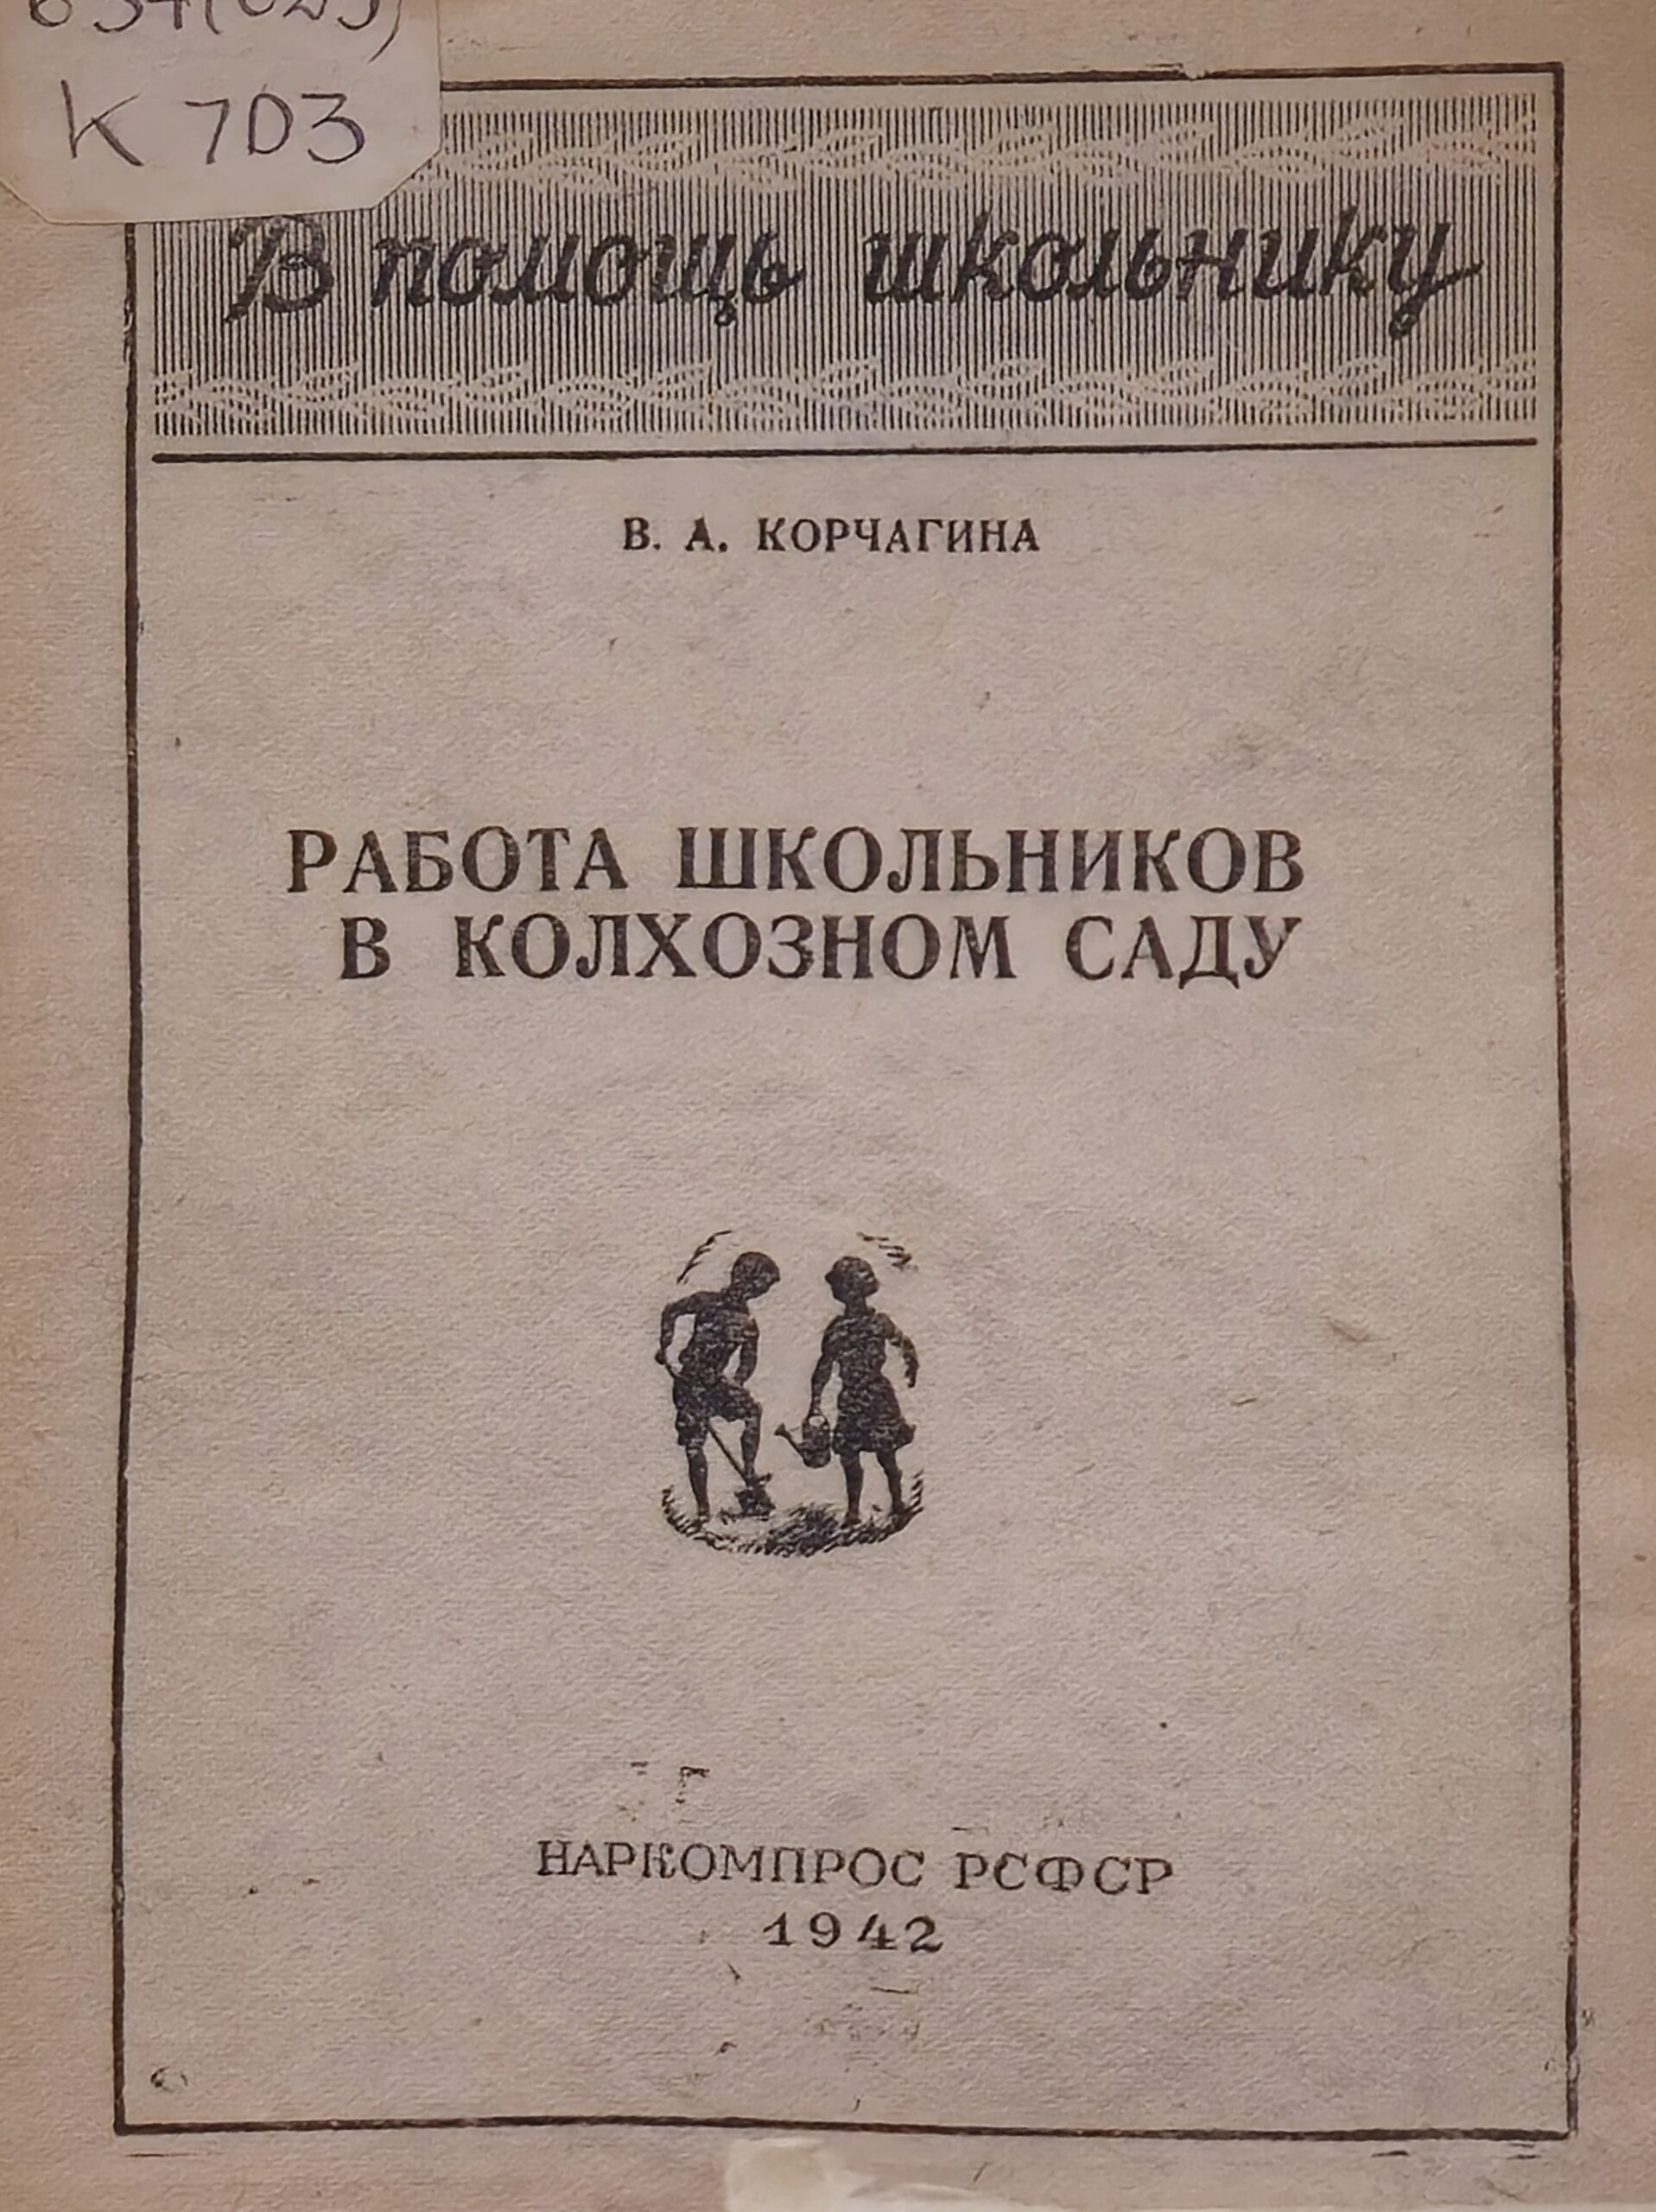 К 703
В помощь школьнику
В. А. КОРЧАГИНА
РАБОТА ШКОЛЬНИКОВ
В КОЛХОЗНОМ САДУ
НАРКОМПРОС РСФСР
1942